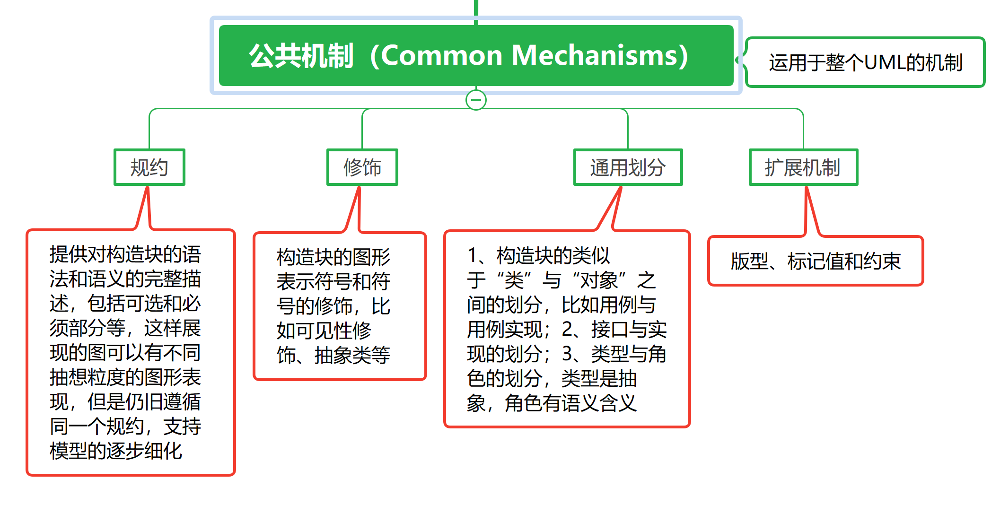 公共机制（Common Mechanisms）
运用于整个UML的机制
规约
修饰
通用划分
扩展机制
提供对构造块的语
法和语义的完整描
述，包括可选和必
须部分等，这样展
现的图可以有不同
抽想粒度的图形表
现，但是仍旧遵循
同一个规约，支持
模型的逐步细化
构造块的图形
表示符号和符
号的修饰，比
如可见性修
饰、抽象类等
1、构造块的类似
于“类”与“对象”之
间的划分，比如用例与
用例实现；2、接口与实
现的划分；3、类型与角
色的划分，类型是抽
象，角色有语义含义
版型、标记值和约束